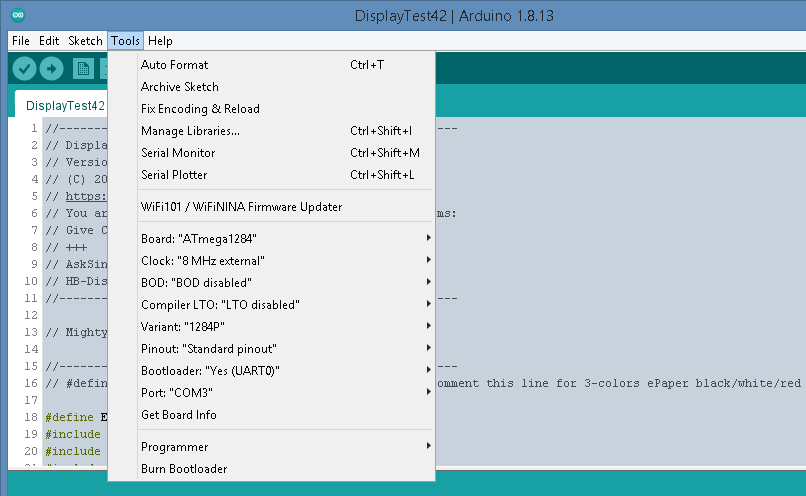 DisplayTest42 | Arduino 1.8.13
File Edit Sketch Tools Help
Auto Format Ctrl+T
Archive Sketch
Fix Encoding & Reload
Manage Libraries... Ctrl+Shift+I
Serial Monitor Ctrl+Shift+M
Serial Plotter Ctrl+Shift+L
WiFi101 / WiFiNINA Firmware Updater
Board: "ATmega1284"
Clock: "8 MHz external"
BOD: "BOD disabled"
Compiler LTO: "LTO disabled"
Variant: "1284P"
Pinout: "Standard pinout"
Bootloader: "Yes (UART0)"
Port: "COM3"
Get Board Info
Programmer
Burn Bootloader
DisplayTest42
1 //------- ---
2 // Displa
3 // Versio
4 // (C) 20
5 // https:
6 // You ar ms:
7 // Give C
8 // +++
9 // AskSin
10 // HB-Dis
11 //------- ---
12
13 // Mighty
14
15 //------- ---
16 // #defin omment this line for 3-colors ePaper black/white/red
17
18 #define E
19 #include
20 #include